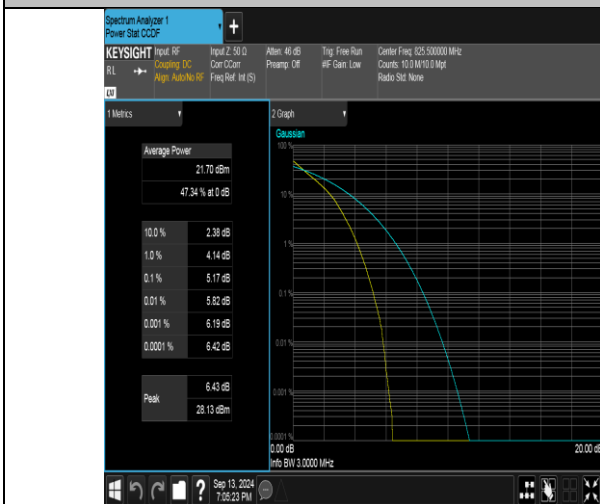 Spectrum Analyzer 1
Power Stat CCDF
KEYSIGHT
RL
Input: RF
Coupling: DC
Align: Auto/No RF
Input Z: 50 Ω
Corr CCorr
Freq Ref: Int (S)
Atten: 46 dB
Preamp: Off
Trig: Free Run
#IF Gain: Low
Center Freq: 825.500000 MHz
Counts: 10.0 M/10.0 Mpt
Radio Std: None
1 Metrics
Average Power
21.70 dBm
47.34 % at 0 dB
10.0 % 2.38 dB
1.0 % 4.14 dB
0.1 % 5.17 dB
0.01 % 5.82 dB
0.001 % 6.19 dB
0.0001 % 6.42 dB
Peak
6.43 dB
28.13 dBm
2 Graph
Gaussian
100 %
10 %
1 %
0.1 %
0.01 %
0.001 %
0.0001 %
0.00 dB 20.00 dB
Info BW 3.0000 MHz
Sep 13, 2024
7:05:23 PM